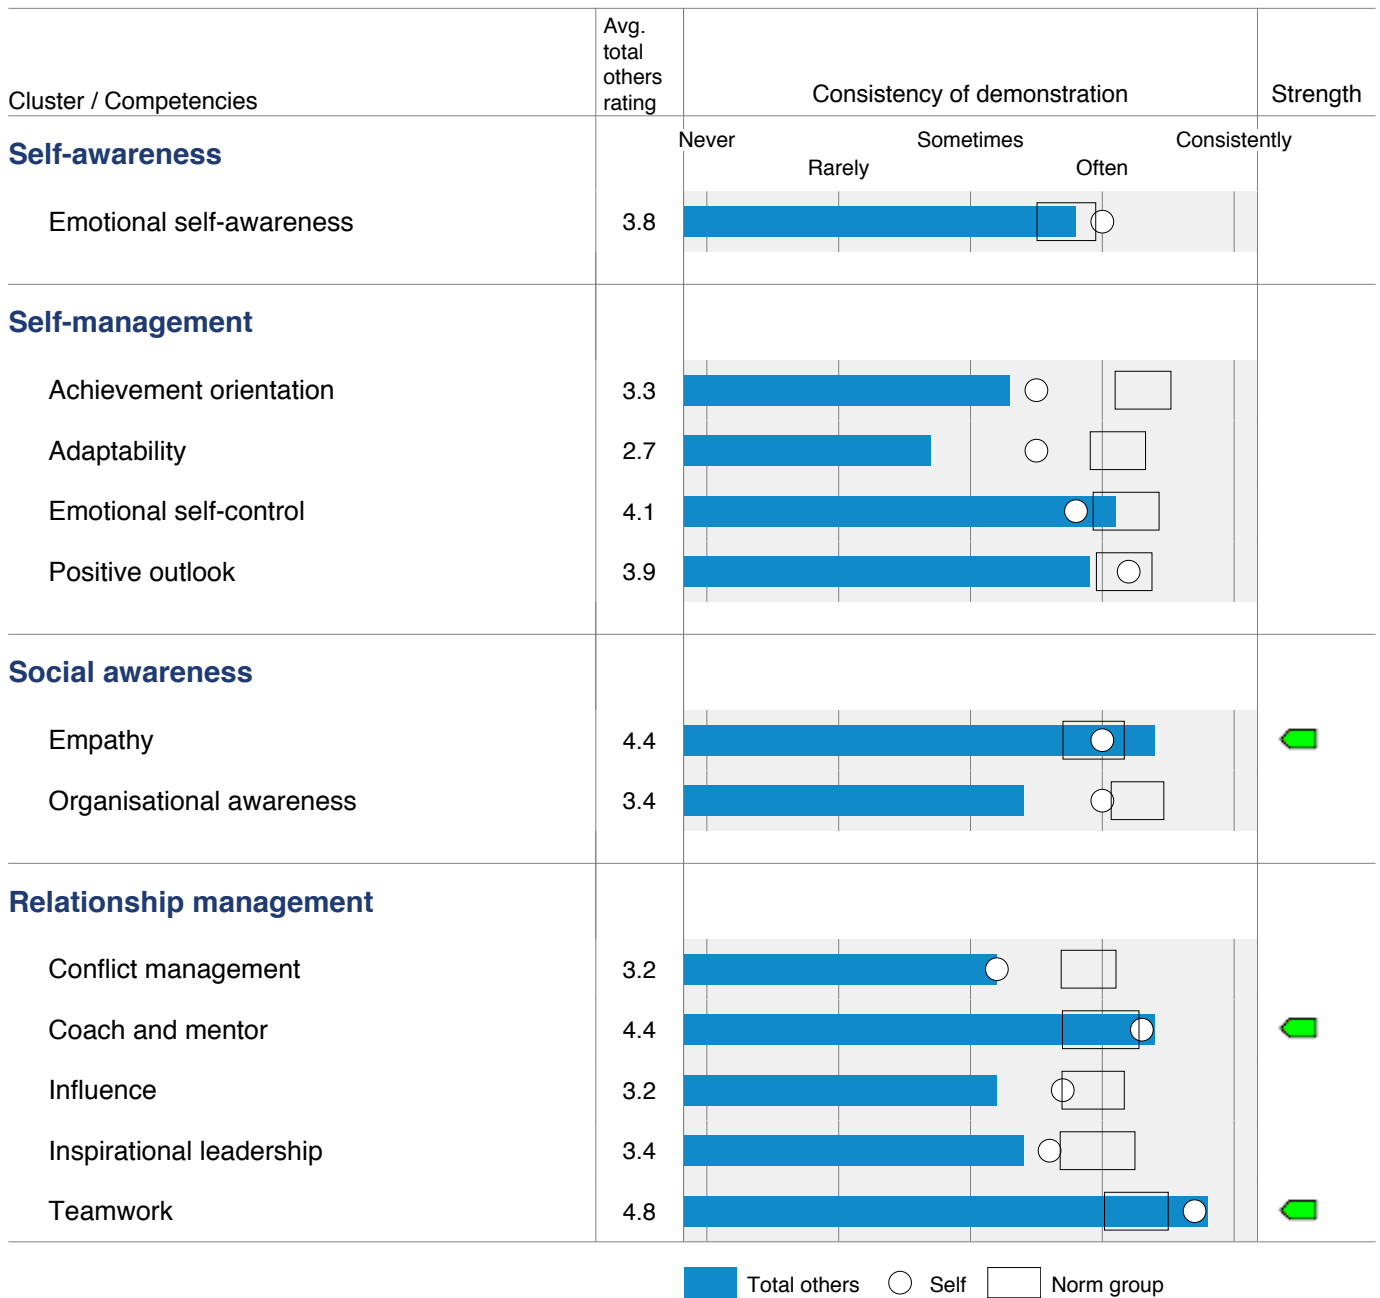 Cluster / Competencies
Avg.
total
others
rating
Consistency of demonstration
Strength
Self-awareness
Never
Sometimes
Consistently
Rarely
Often
Emotional self-awareness
3.8
Self-management
Achievement orientation
3.3
Adaptability
2.7
Emotional self-control
4.1
Positive outlook
3.9
Social awareness
Empathy
4.4
Organisational awareness
3.4
Relationship management
Conflict management
3.2
Coach and mentor
4.4
Influence
3.2
Inspirational leadership
3.4
Teamwork
4.8
Total others
Self
Norm group